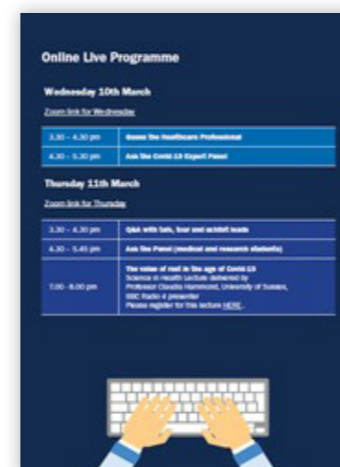 Online Live Programme
Wednesday 10th March
Zoom link for Wednesday
3.30 - 4.30 pm Guess the Healthcare Professional
4.30 - 5.30 pm Ask the Covid-19 Expert Panel
Thursday 11th March
Zoom link for Thursday
3.30 - 4.30 pm Q&A with talk, tour and exhibit leads
4.30 - 5.45 pm Ask the Panel (medical and research students)
The value of rest in the age of Covid-19
Science in Health Lecture delivered by
7.00 - 8.00 pm Professor Claudia Hammond, University of Sussex,
BBC Radio 4 presenter
Please register for this lecture HERE.